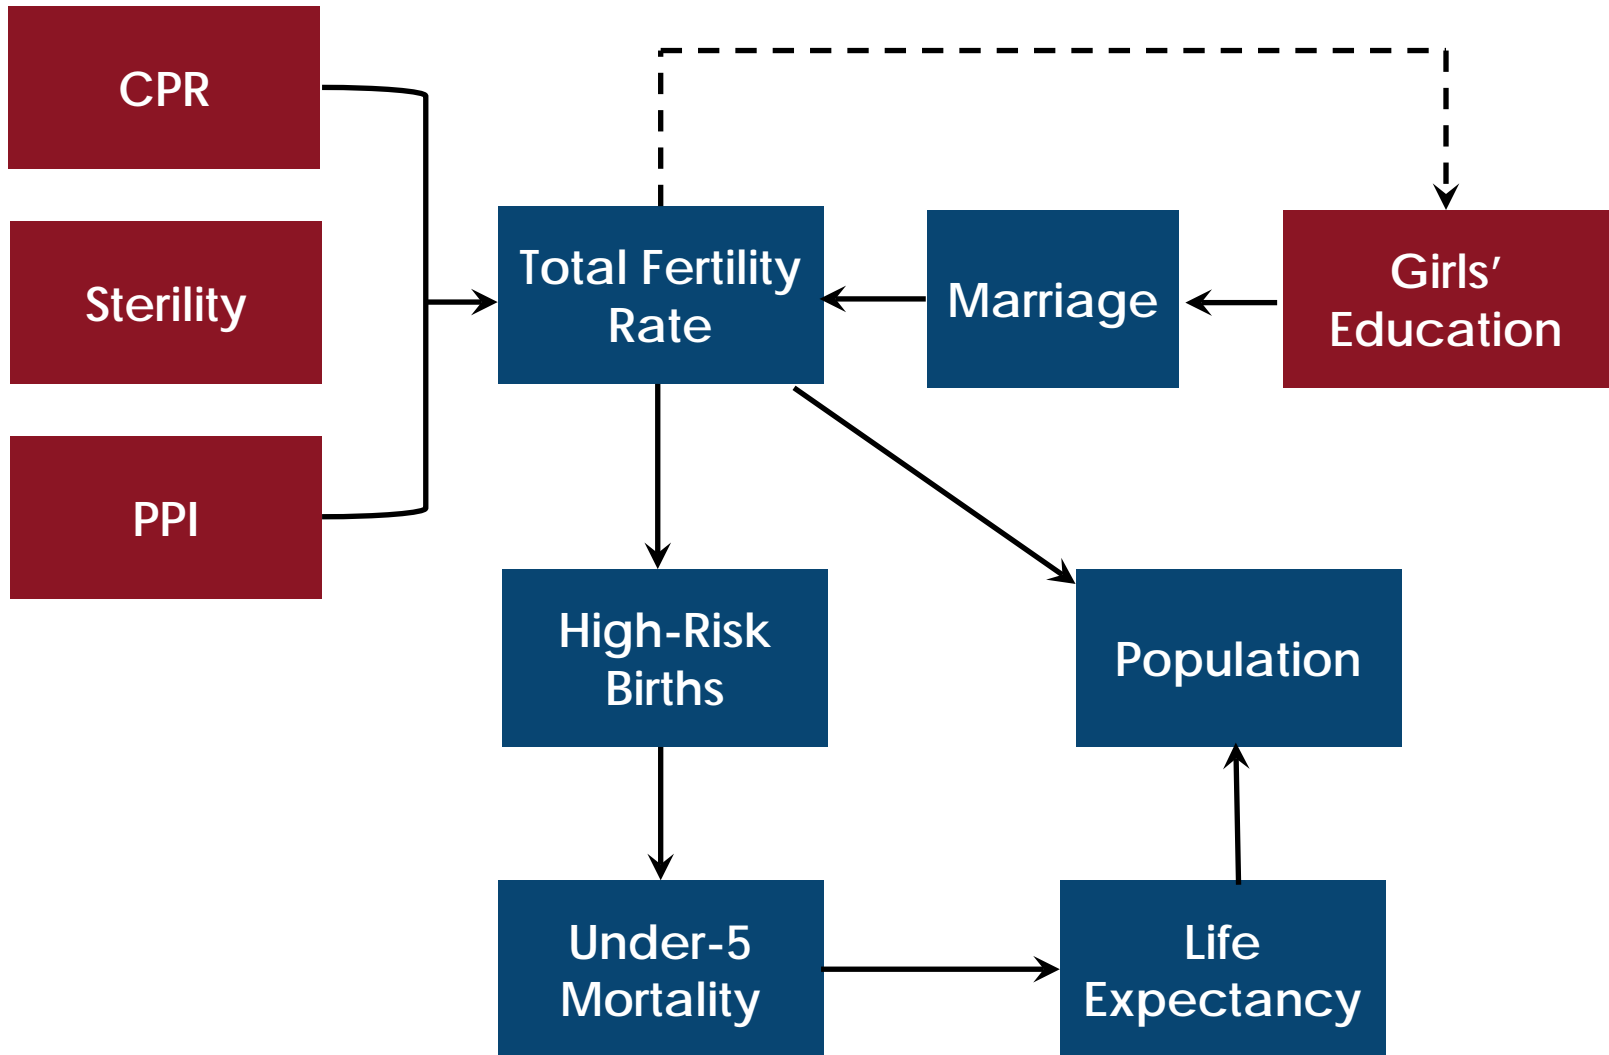 CPR
Sterility
PPI
Total Fertility
Rate
Marriage
Girls’
Education
High-Risk
Births
Population
Under-5
Mortality
Life
Expectancy